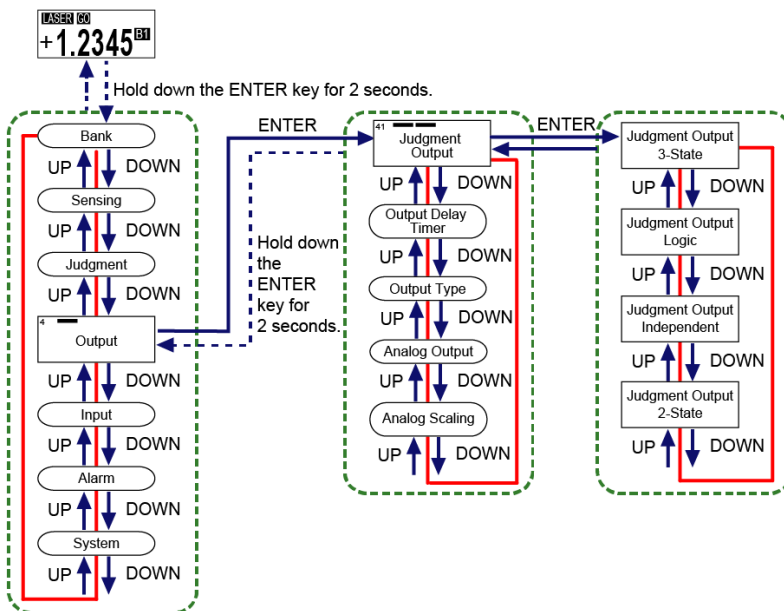 LASER GO
+1.2345 B1
Hold down the ENTER key for 2 seconds.
Bank
UP
DOWN
Sensing
UP
DOWN
Judgment
UP
DOWN
4
Output
UP
DOWN
Input
UP
DOWN
Alarm
UP
DOWN
System
UP
DOWN
ENTER
Hold down
the
ENTER
key for
2 seconds.
41
Judgment
Output
UP
DOWN
Output Delay
Timer
UP
DOWN
Output Type
UP
DOWN
Analog Output
UP
DOWN
Analog Scaling
UP
DOWN
ENTER
Judgment Output
3-State
UP
DOWN
Judgment Output
Logic
UP
DOWN
Judgment Output
Independent
UP
DOWN
Judgment Output
2-State
UP
DOWN